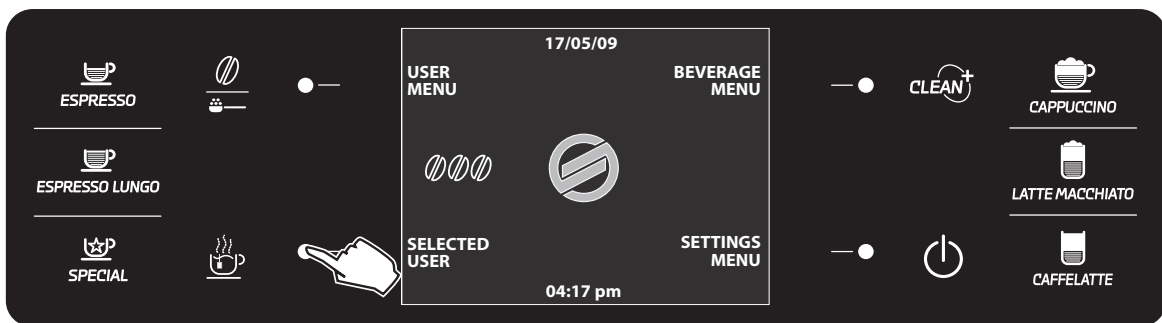 17/05/09
USER
MENU
BEVERAGE
MENU
ESPRESSO
CLEAN+
CAPPUCCINO
ESPRESSO LUNGO
LATTE MACCHIATO
SELECTED
USER
SETTINGS
MENU
SPECIAL
CAFFELATTE
04:17 pm